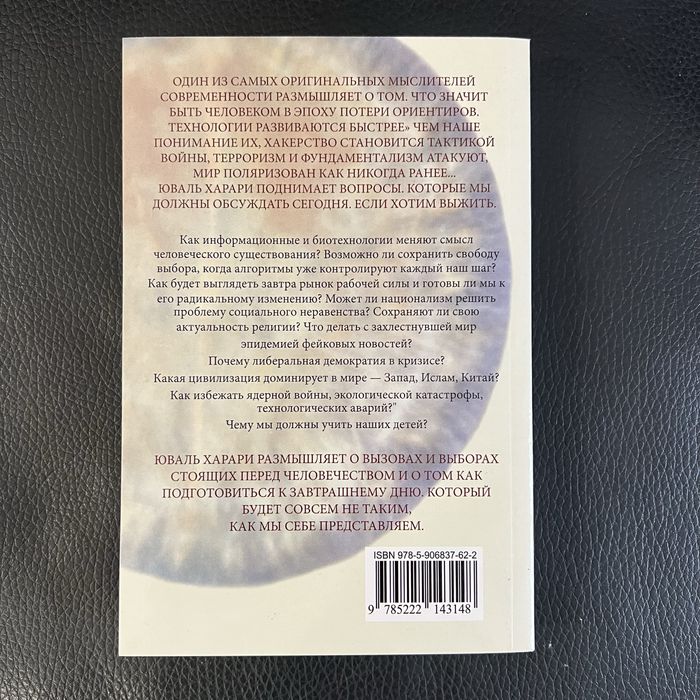 ОДИН ИЗ САМЫХ ОРИГИНАЛЬНЫХ МЫСЛИТЕЛЕЙ
СОВРЕМЕННОСТИ РАЗМЫШЛЯЕТ О ТОМ. ЧТО ЗНАЧИТ
БЫТЬ ЧЕЛОВЕКОМ В ЭПОХУ ПОТЕРИ ОРИЕНТИРОВ.
ТЕХНОЛОГИИ РАЗВИВАЮТСЯ БЫСТРЕЕ» ЧЕМ НАШЕ
ПОНИМАНИЕ ИХ, ХАКЕРСТВО СТАНОВИТСЯ ТАКТИКОЙ
ВОЙНЫ, ТЕРРОРИЗМ И ФУНДАМЕНТАЛИЗМ АТАКУЮТ,
МИР ПОЛЯРИЗОВАН КАК НИКОГДА РАНЕЕ...
ЮВАЛЬ ХАРАРИ ПОДНИМАЕТ ВОПРОСЫ. КОТОРЫЕ МЫ
ДОЛЖНЫ ОБСУЖДАТЬ СЕГОДНЯ. ЕСЛИ ХОТИМ ВЫЖИТЬ.
Как информационные и биотехнологии меняют смысл
человеческого существования? Возможно ли сохранить свободу
выбора, когда алгоритмы уже контролируют каждый наш шаг?
Как будет выглядеть завтра рынок рабочей силы и готовы ли мы к
его радикальному изменению? Может ли национализм решить
проблему социального неравенства? Сохраняют ли свою
актуальность религии? Что делать с захлестнувшей мир
эпидемией фейковых новостей?
Почему либеральная демократия в кризисе?
Какая цивилизация доминирует в мире — Запад, Ислам, Китай?
Как избежать ядерной войны, экологической катастрофы,
технологических аварий?"
Чему мы должны учить наших детей?
ЮВАЛЬ ХАРАРИ РАЗМЫШЛЯЕТ О ВЫЗОВАХ И ВЫБОРАХ
СТОЯЩИХ ПЕРЕД ЧЕЛОВЕЧЕСТВОМ И О ТОМ КАК
ПОДГОТОВИТЬСЯ К ЗАВТРАШНЕМУ ДНЮ. КОТОРЫЙ
БУДЕТ СОВСЕМ НЕ ТАКИМ,
КАК МЫ СЕБЕ ПРЕДСТАВЛЯЕМ.
ISBN 978-5-906837-62-2
9 785222 143148